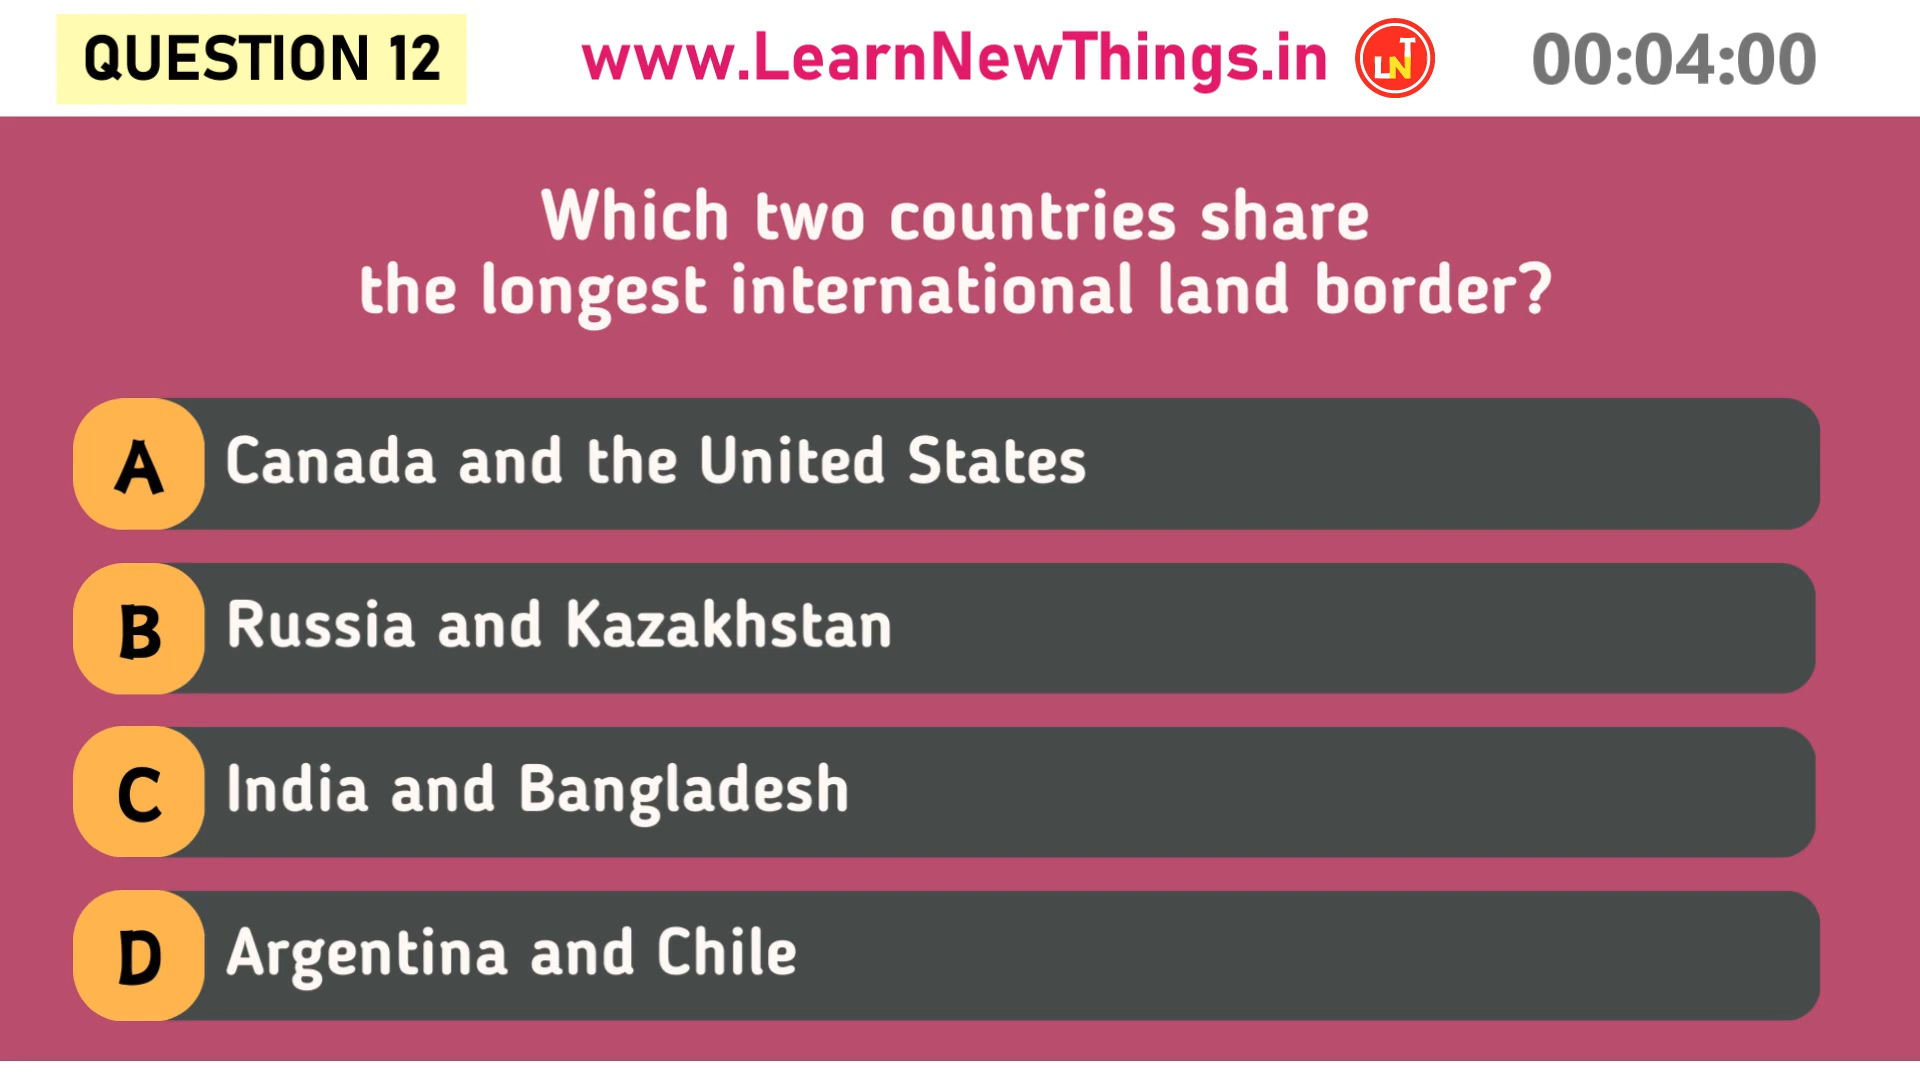 QUESTION 12
www.LearnNewThings.in
LNT
00:04:00
Which two countries share
the longest international land border?
A Canada and the United States
B Russia and Kazakhstan
C India and Bangladesh
D Argentina and Chile